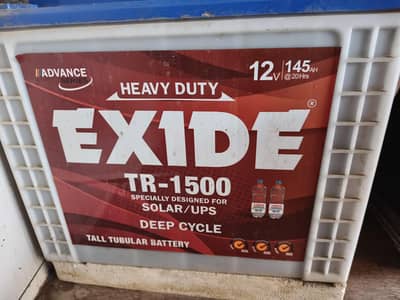 ADVANCE
12V 145AH
@20Hrs
HEAVY DUTY
EXIDE®
TR-1500
SPECIALLY DESIGNED FOR
SOLAR/UPS
DEEP CYCLE
TALL TUBULAR BATTERY